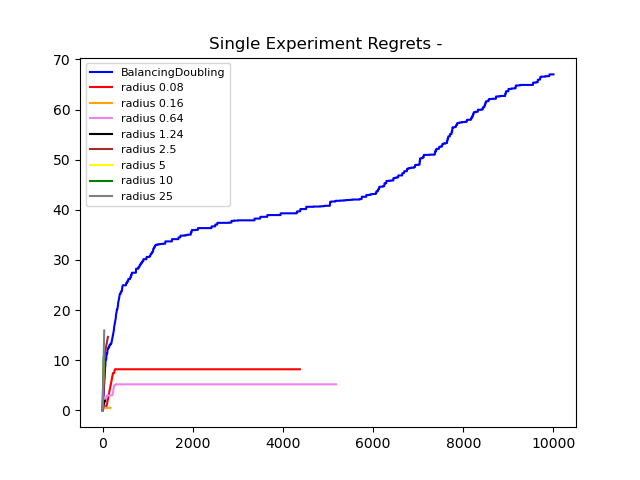 Single Experiment Regrets -
70
60
50
40
30
20
10
0
BalancingDoubling
radius 0.08
radius 0.16
radius 0.64
radius 1.24
radius 2.5
radius 5
radius 10
radius 25
0 2000 4000 6000 8000 10000